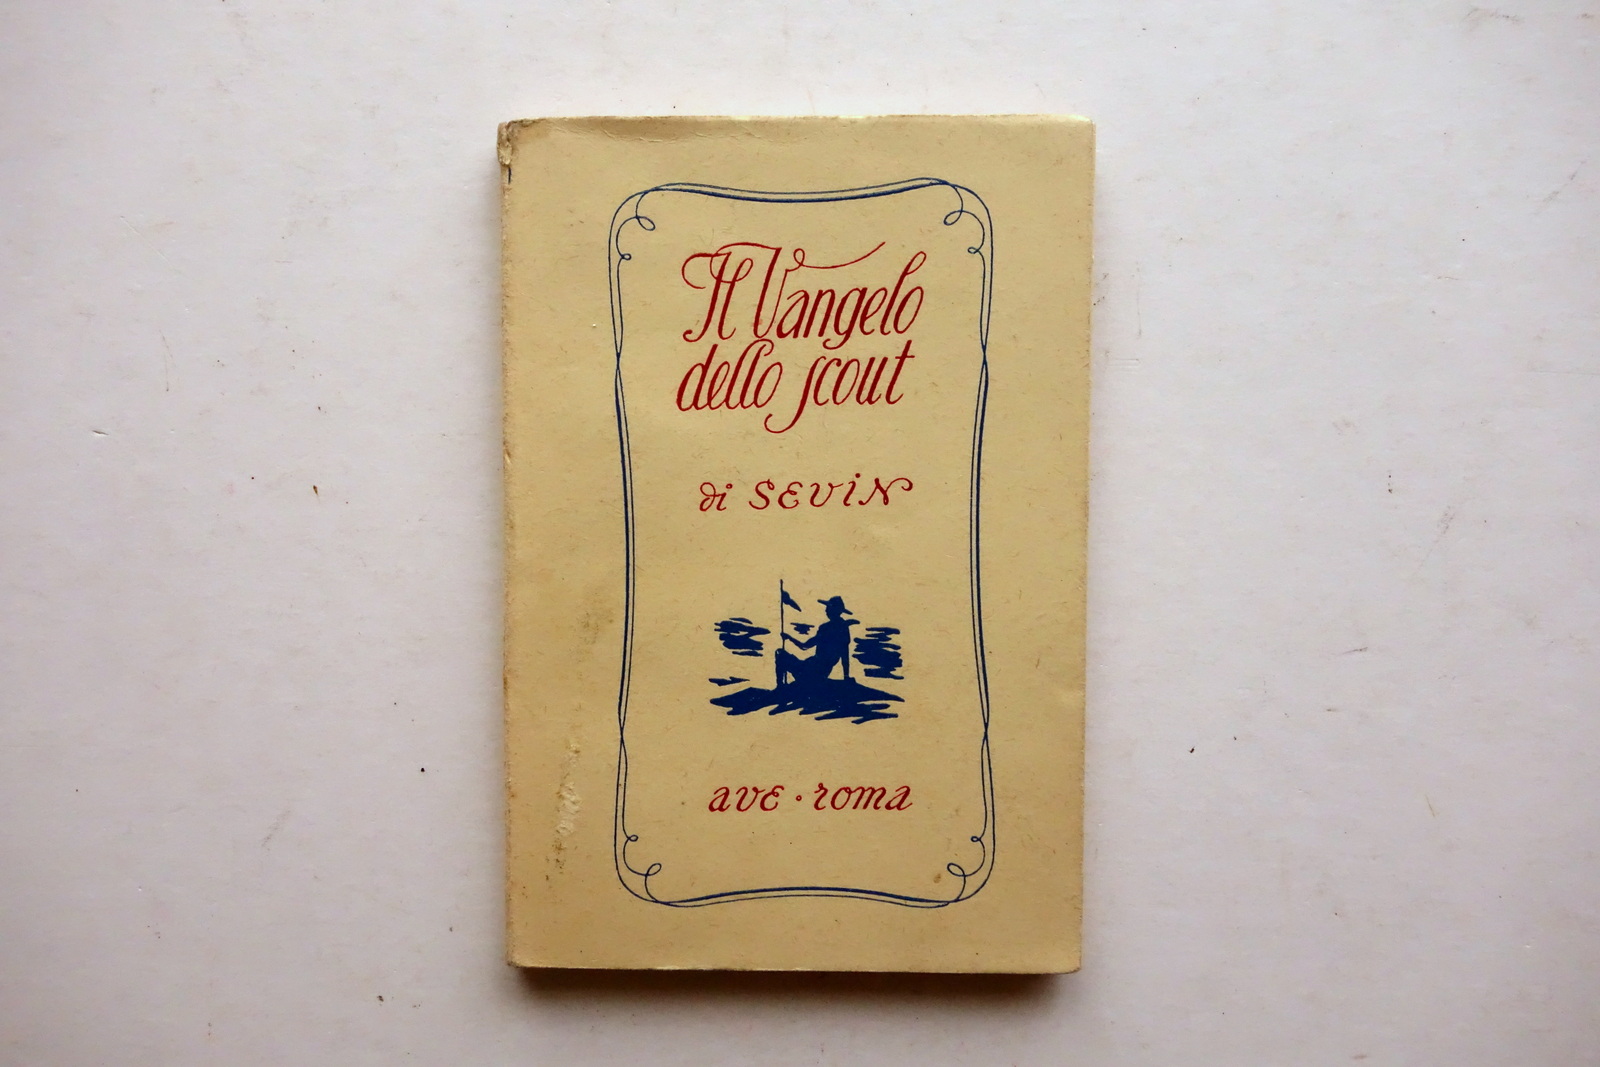 Il Vangelo
dello scout
di SEViN
ave • roma